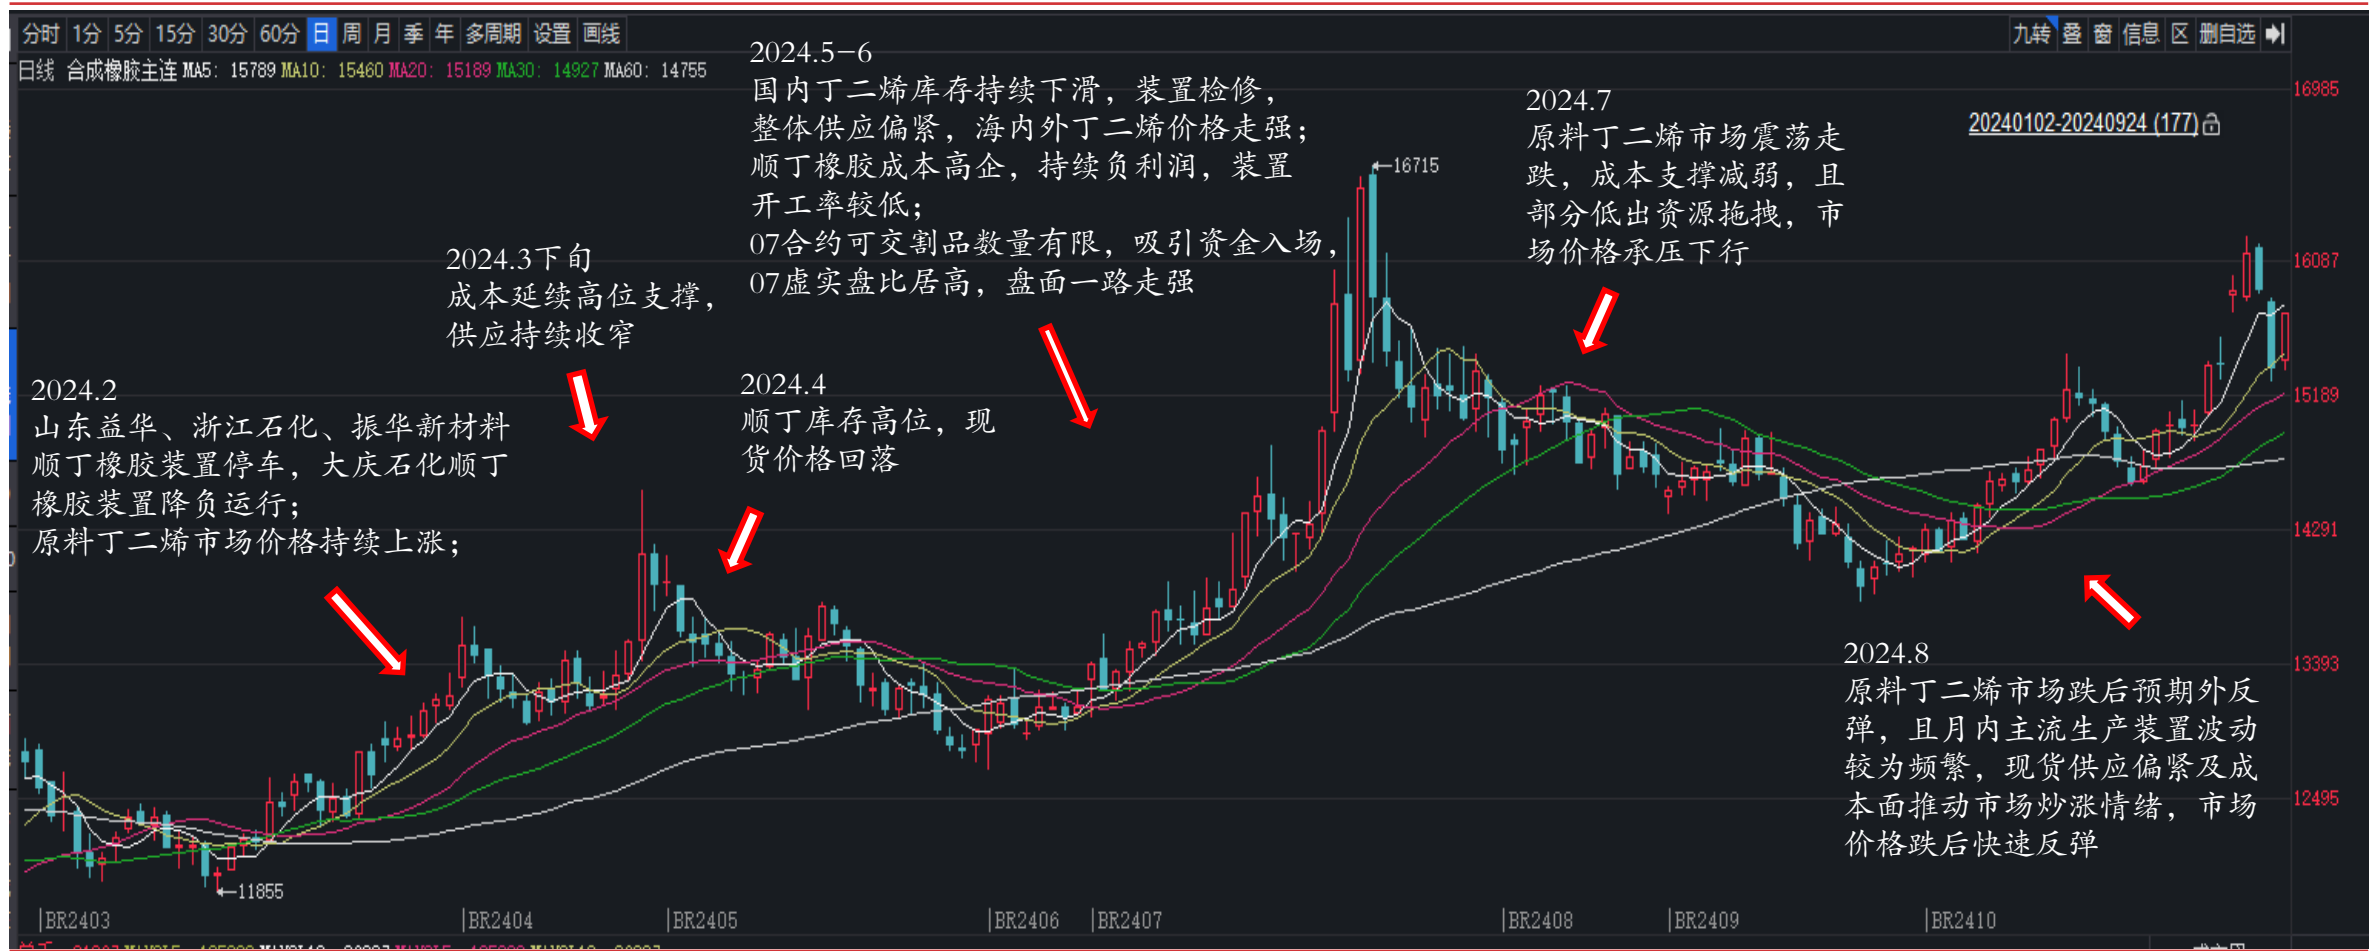 分时 1分 5分 15分 30分 60分 日 周 月 季 年 多周期 设置 画线
九转 叠 窗 信息 区 删自选
日线 合成橡胶主连 MA5: 15789 MA10: 15460 MA20: 15189 MA30: 14927 MA60: 14755
20240102-20240924 (177)
2024.2
山东益华、浙江石化、振华新材料
顺丁橡胶装置停车，大庆石化顺丁
橡胶装置降负运行；
原料丁二烯市场价格持续上涨；
2024.3下旬
成本延续高位支撑，
供应持续收窄
2024.4
顺丁库存高位，现
货价格回落
2024.5-6
国内丁二烯库存持续下滑，装置检修，
整体供应偏紧，海内外丁二烯价格走强；
顺丁橡胶成本高企，持续负利润，装置
开工率较低；
07合约可交割品数量有限，吸引资金入场，
07虚实盘比居高，盘面一路走强
2024.7
原料丁二烯市场震荡走
跌，成本支撑减弱，且
部分低出资源拖拽，市
场价格承压下行
2024.8
原料丁二烯市场跌后预期外反
弹，且月内主流生产装置波动
较为频繁，现货供应偏紧及成
本面推动市场炒涨情绪，市场
价格跌后快速反弹
16715
11855
16985
16087
15189
14291
13393
12495
BR2403 BR2404 BR2405 BR2406 BR2407 BR2408 BR2409 BR2410